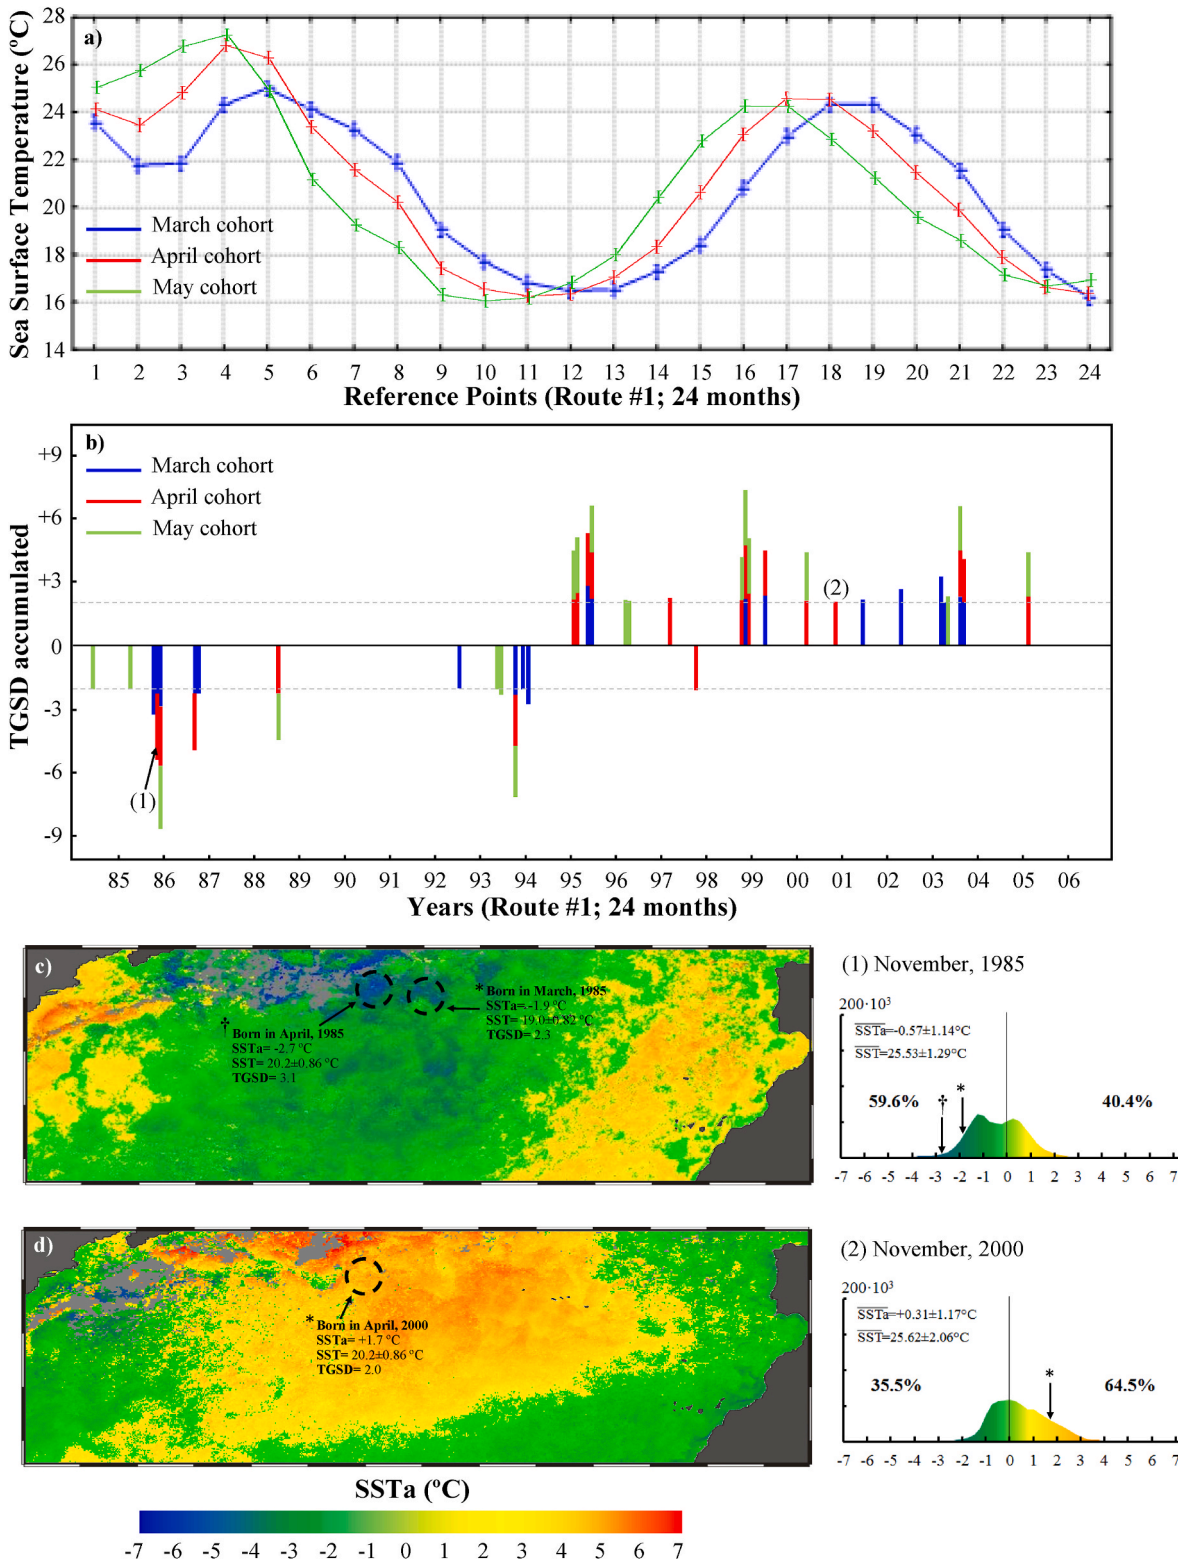 a)
Sea Surface Temperature (ºC)
28
26
24
22
20
18
16
14
March cohort
April cohort
May cohort
1 2 3 4 5 6 7 8 9 10 11 12 13 14 15 16 17 18 19 20 21 22 23 24
Reference Points (Route #1; 24 months)
b)
TGSD accumulated
+9
+6
+3
0
-3
-6
-9
March cohort
April cohort
May cohort
(1)
(2)
85 86 87 88 89 90 91 92 93 94 95 96 97 98 99 00 01 02 03 05 06
Years (Route #1; 24 months)
c)
* Born in March, 1985
SSTa= -1.9 ºC
SST= 19.0±0.82 ºC
TGSD= 2.3
† Born in April, 1985
SSTa= -2.7 ºC
SST= 20.2±0.86 ºC
TGSD= 3.1
(1) November, 1985
200·10³
SSTa=-0.57±1.14°C
SST=25.53±1.29°C
59.6%
†
*
40.4%
-7 -6 -5 -4 -3 -2 -1 0 1 2 3 4 5 6 7
d)
* Born in April, 2000
SSTa= +1.7 ºC
SST= 20.2±0.86 ºC
TGSD= 2.0
(2) November, 2000
200·10³
SSTa=+0.31±1.17°C
SST=25.62±2.06°C
35.5%
*
64.5%
-7 -6 -5 -4 -3 -2 -1 0 1 2 3 4 5 6 7
SSTa (ºC)
-7 -6 -5 -4 -3 -2 -1 0 1 2 3 4 5 6 7